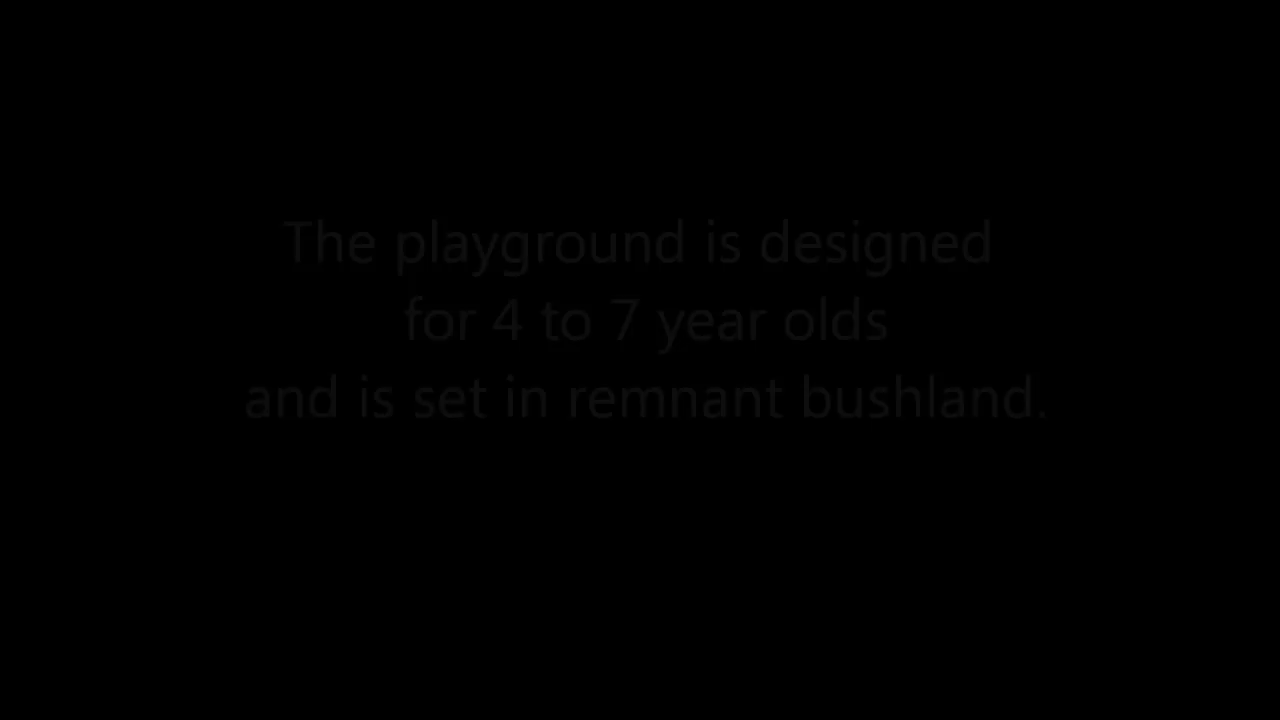 The playground is designed
for 4 to 7 year olds
and is set in remnant bushland.